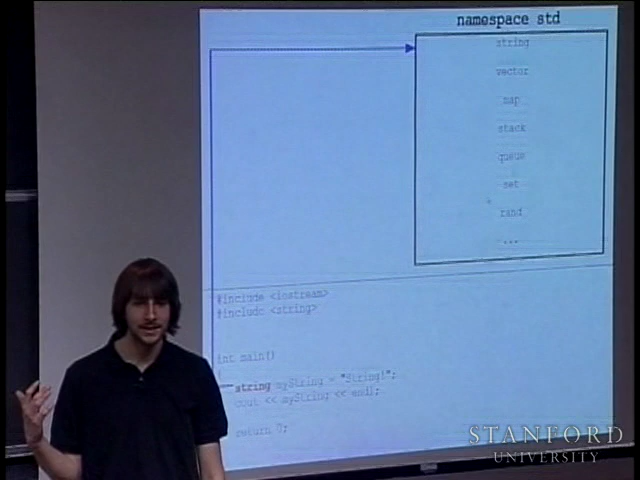 namespace std
string
vector
map
stack
queue
set
rand
...
#include <iostream>
#include <string>
int main()
{
string myString = "String!";
cout << myString << endl;
return 0;
STANFORD
UNIVERSITY